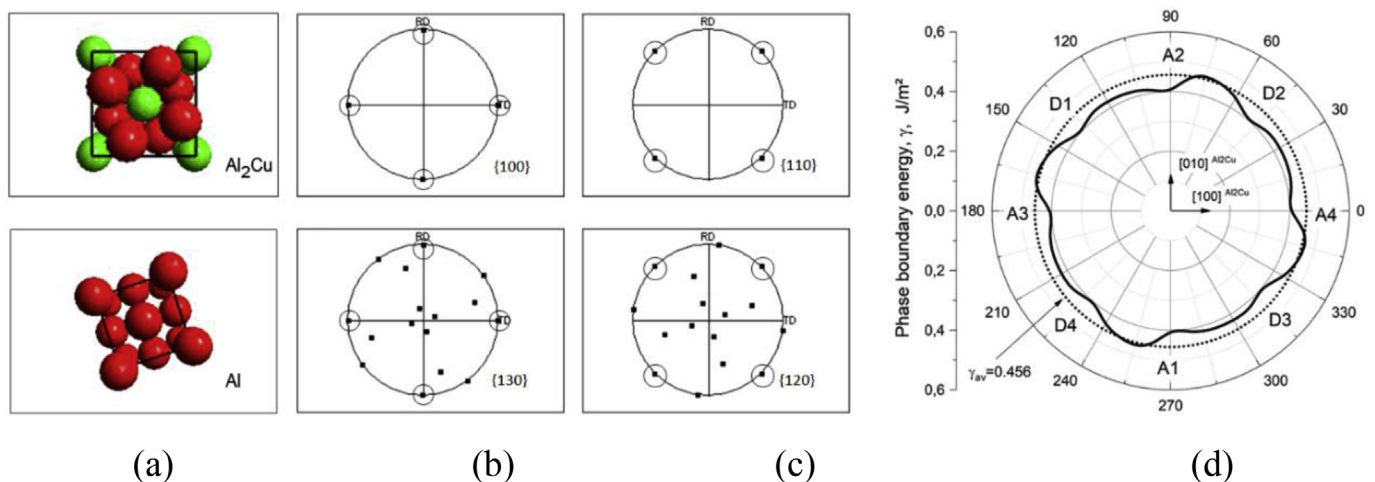 Al2Cu
RD
TD
{100}
RD
TD
{110}
Al
RD
TD
{130}
RD
TD
{120}
Phase boundary energy, γ, J/m²
0,6
0,4
0,2
0,0
0,2
0,4
0,6
90
120
60
150
30
180
0
210
330
240
300
270
A2
D1
D2
A3
A4
D4
D3
A1
[010] Al2Cu
[100] Al2Cu
γav=0.456
(a)
(b)
(c)
(d)